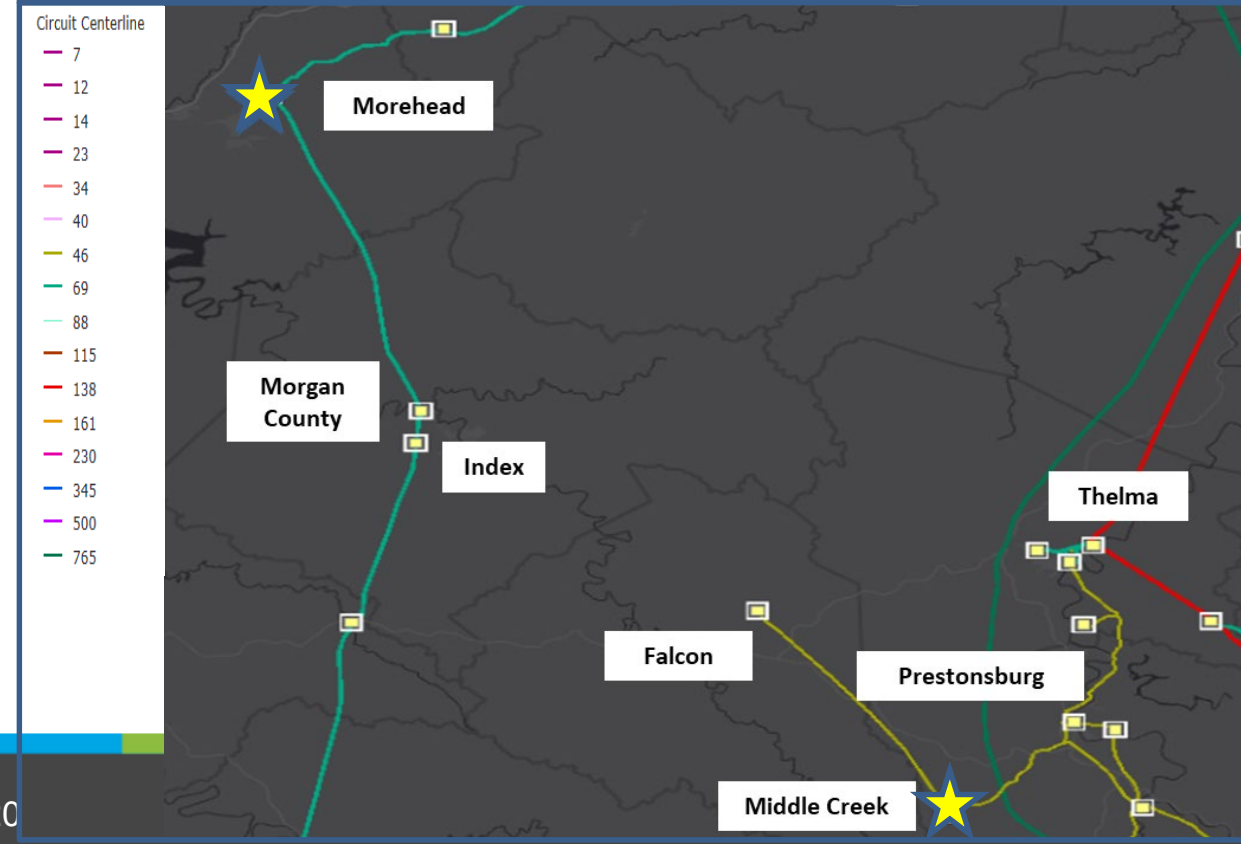 Circuit Centerline
7
12
14
23
34
40
46
69
88
115
138
161
230
345
500
765
Morehead
Morgan
County
Index
Thelma
Falcon
Prestonsburg
Middle Creek